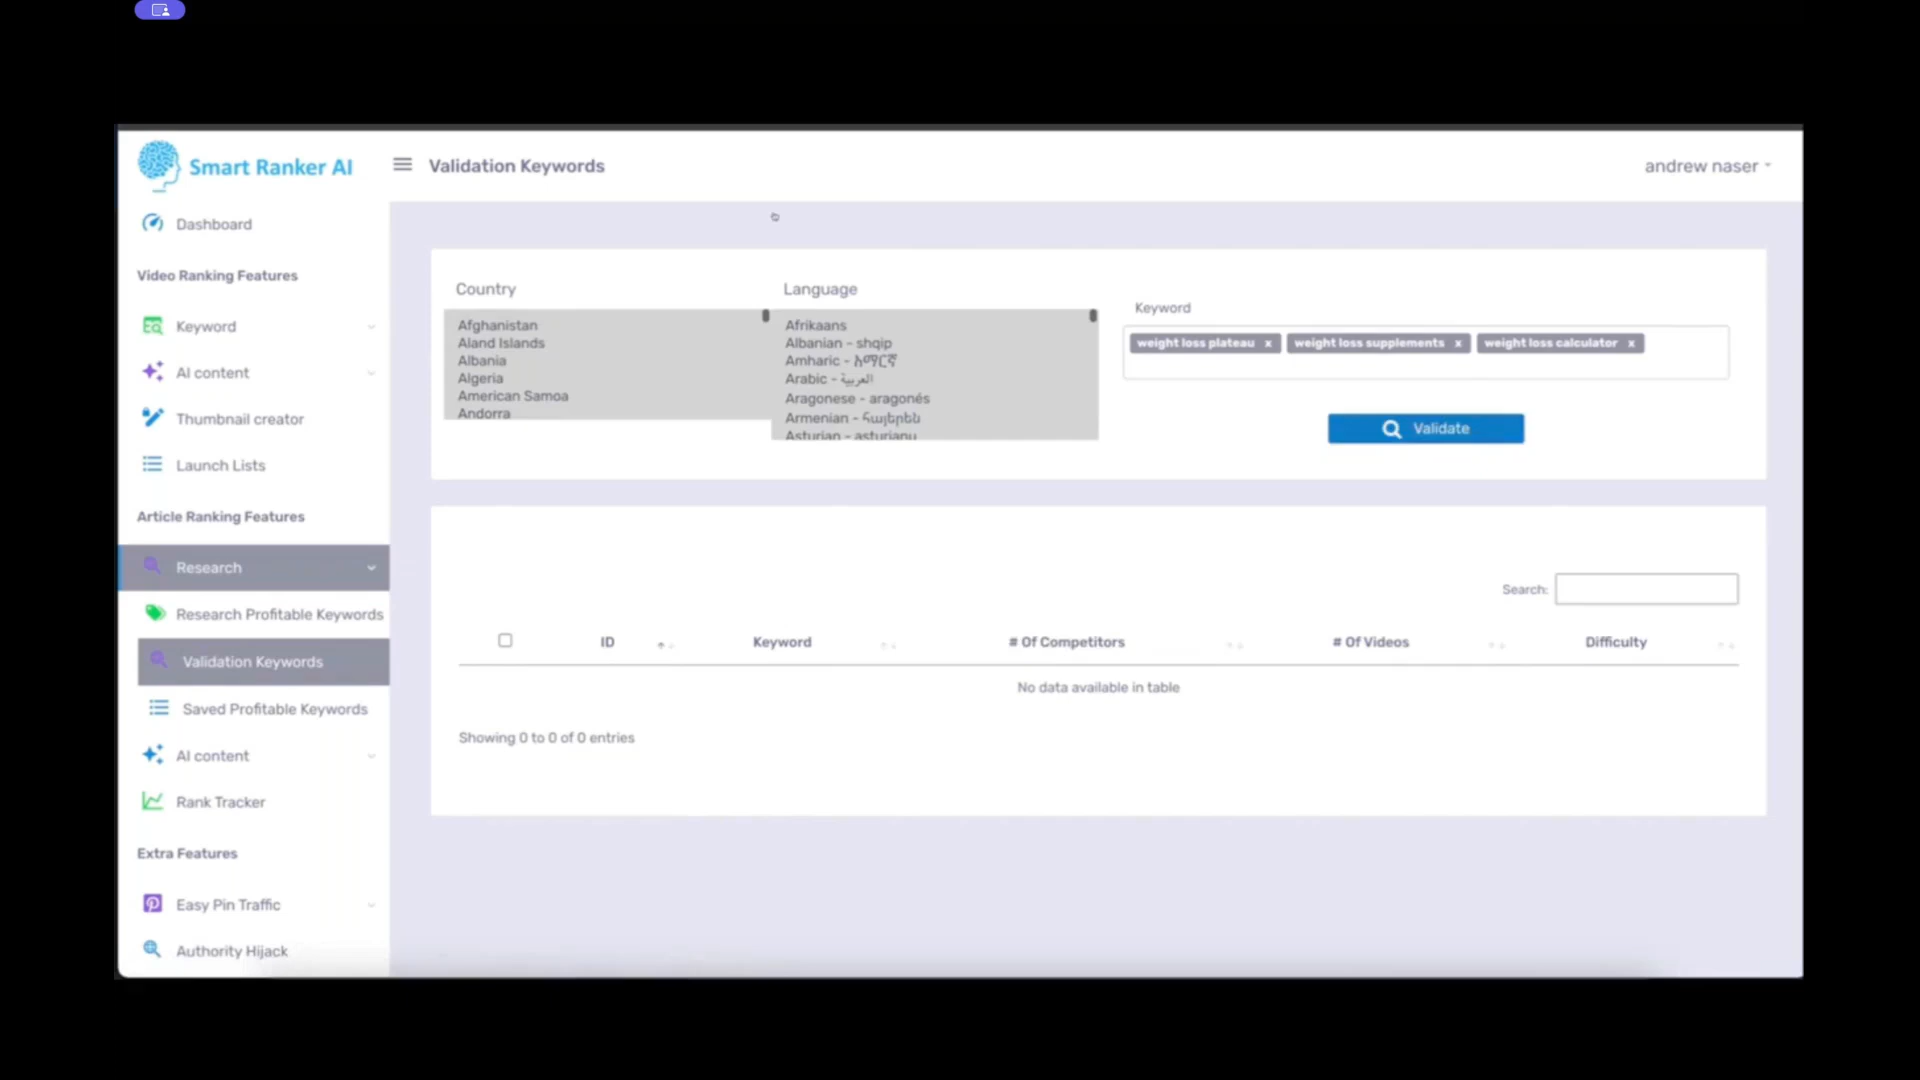 Smart Ranker AI
Validation Keywords
andrew naser
Dashboard
Video Ranking Features
Keyword
AI content
Thumbnail creator
Launch Lists
Article Ranking Features
Research
Research Profitable Keywords
Validation Keywords
Saved Profitable Keywords
AI content
Rank Tracker
Extra Features
Easy Pin Traffic
Authority Hijack
Country
Afghanistan
Aland Islands
Albania
Algeria
American Samoa
Andorra
Language
Afrikaans
Albanian - shqip
Amharic - አማርኛ
Arabic - العربية
Aragonese - aragonés
Armenian - հայերեն
Asturian - asturianu
Keyword
weight loss plateau x weight loss supplements x weight loss calculator x
Validate
Search:
ID Keyword # Of Competitors # Of Videos Difficulty
No data available in table
Showing 0 to 0 of 0 entries